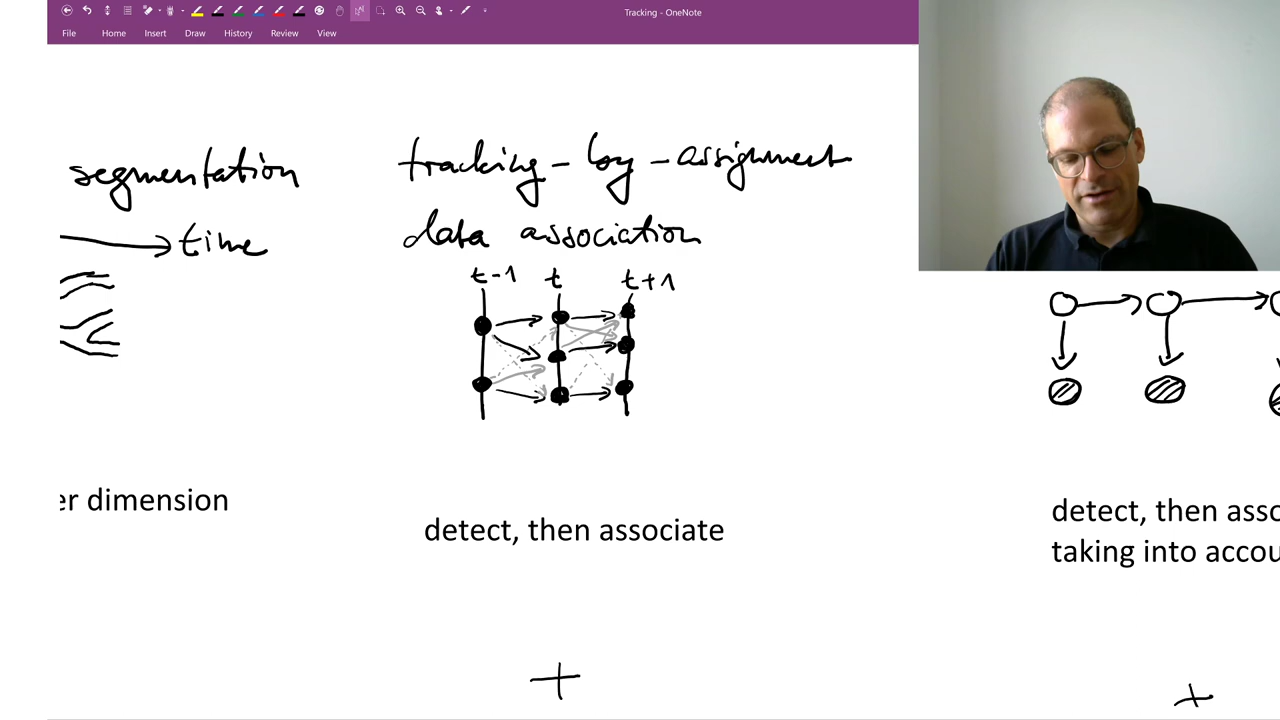 Tracking - OneNote
File Home Insert Draw History Review View
segmentation
time
tracking-by-assignment
data association
t-1 t t+1
er dimension
detect, then associate
detect, then asso
taking into accou
+
+